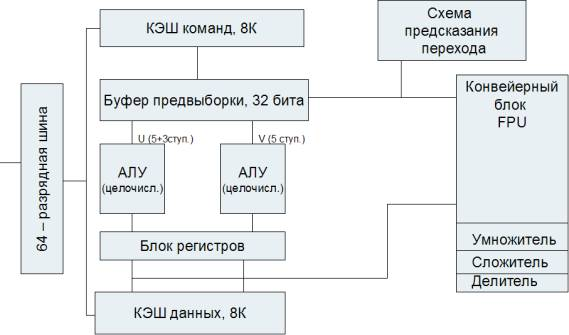 КЭШ команд, 8К
Схема
предсказания
перехода
Буфер предвыборки, 32 бита
Конвейерный
блок
FPU
U (5+3ступ.)
V (5 ступ.)
64 – разрядная шина
АЛУ
(целочисл.)
АЛУ
(целочисл.)
Блок регистров
Умножитель
Сложитель
Делитель
КЭШ данных, 8К